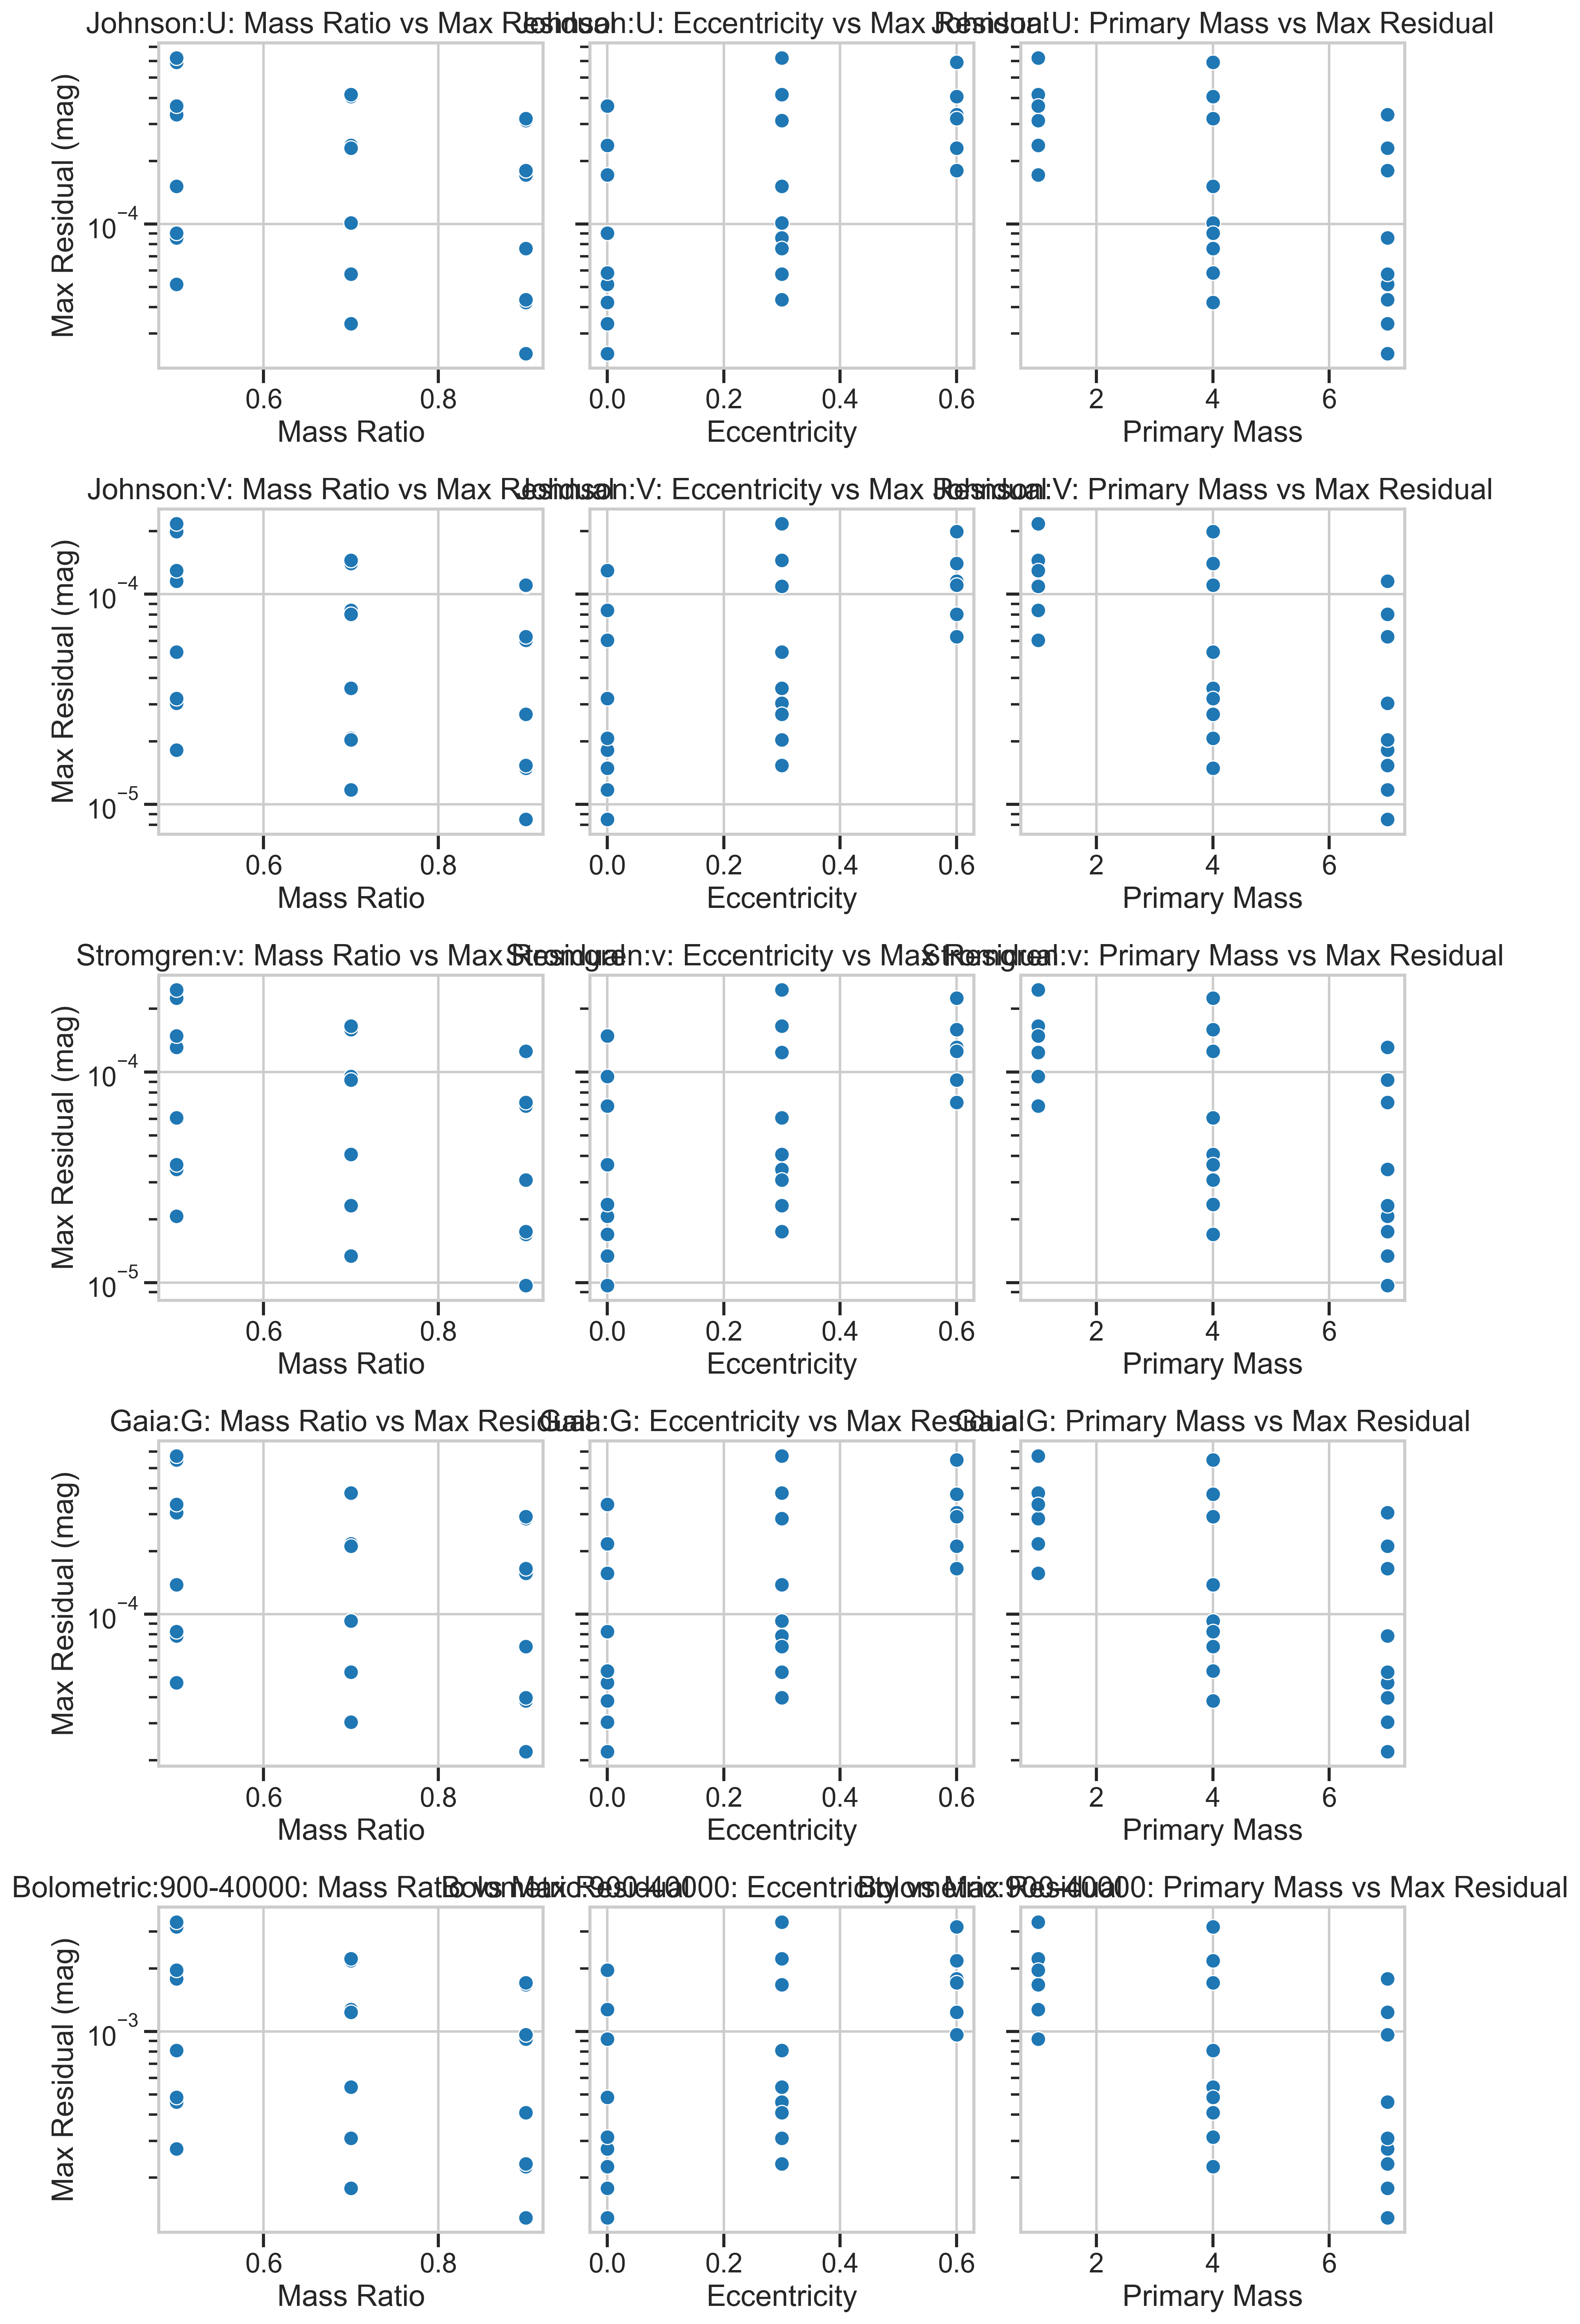 Johnson:U: Mass Ratio vs Max Residual Johnson:U: Eccentricity vs Max Residual Johnson:U: Primary Mass vs Max Residual
Max Residual (mag)
10−4
0.6 0.8 0.0 0.2 0.4 0.6 2 4 6
Mass Ratio Eccentricity Primary Mass
Johnson:V: Mass Ratio vs Max Residual Johnson:V: Eccentricity vs Max Residual Johnson:V: Primary Mass vs Max Residual
Max Residual (mag)
10−4
10−5
0.6 0.8 0.0 0.2 0.4 0.6 2 4 6
Mass Ratio Eccentricity Primary Mass
Stromgren:v: Mass Ratio vs Max Residual Stromgren:v: Eccentricity vs Max Residual Stromgren:v: Primary Mass vs Max Residual
Max Residual (mag)
10−4
10−5
0.6 0.8 0.0 0.2 0.4 0.6 2 4 6
Mass Ratio Eccentricity Primary Mass
Gaia:G: Mass Ratio vs Max Residual Gaia:G: Eccentricity vs Max Residual Gaia:G: Primary Mass vs Max Residual
Max Residual (mag)
10−4
0.6 0.8 0.0 0.2 0.4 0.6 2 4 6
Mass Ratio Eccentricity Primary Mass
Bolometric:900-40000: Mass Ratio vs Max Residual Bolometric:900-40000: Eccentricity vs Max Residual Bolometric:900-40000: Primary Mass vs Max Residual
Max Residual (mag)
10−3
0.6 0.8 0.0 0.2 0.4 0.6 2 4 6
Mass Ratio Eccentricity Primary Mass